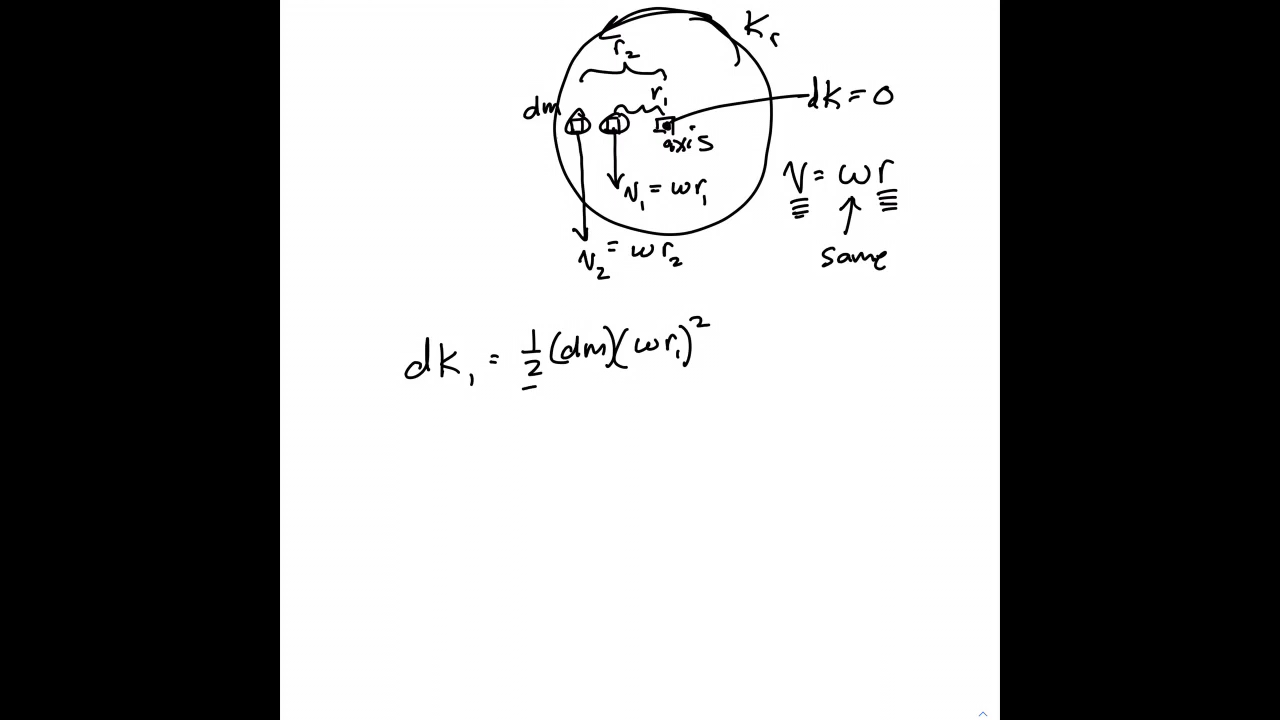 K_r
r_2
r_1
dm
dK = 0
axis
v_1 = ωr_1
v = ωr
v_2 = ωr_2
same
dK_1 = 1/2 (dm)(ωr_1)^2